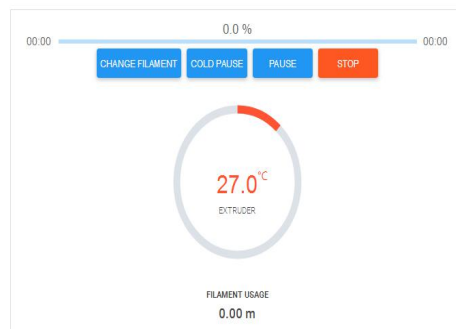 0.0 %
00:00 00:00
CHANGE FILAMENT COLD PAUSE PAUSE STOP
27.0°C
EXTRUDER
FILAMENT USAGE
0.00 m